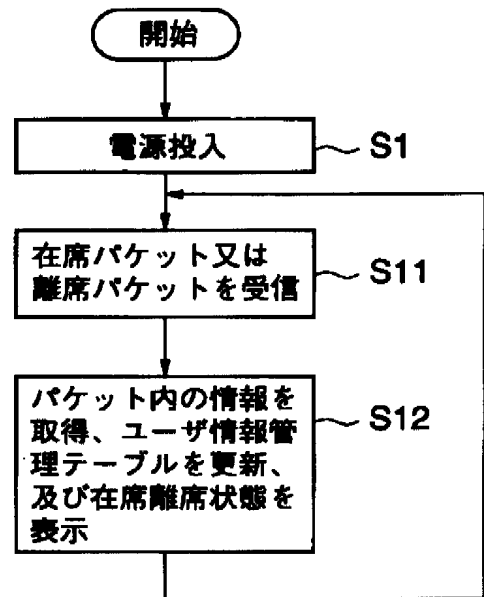 開始
電源投入
S1
在席パケット又は
離席パケットを受信
S11
パケット内の情報を
取得、ユーザ情報管
理テーブルを更新、
及び在席離席状態を
表示
S12